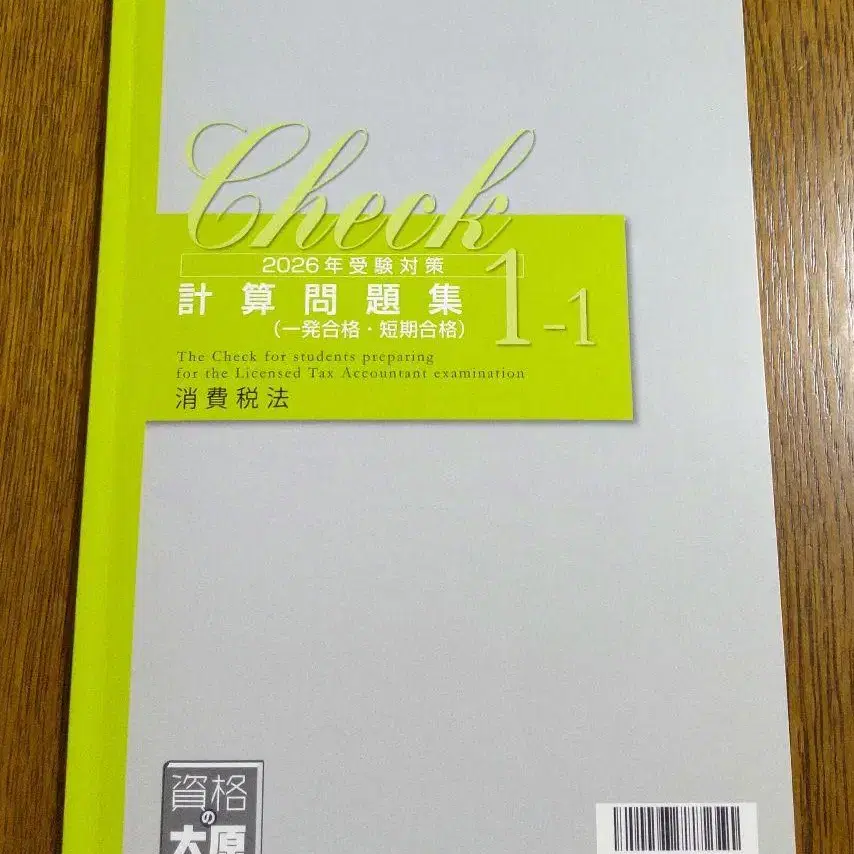 Check
2026年受験対策
計算問題集 1-1
(一発合格・短期合格)
The Check for students preparing
for the Licensed Tax Accountant examination
消費税法
資格
の
大原